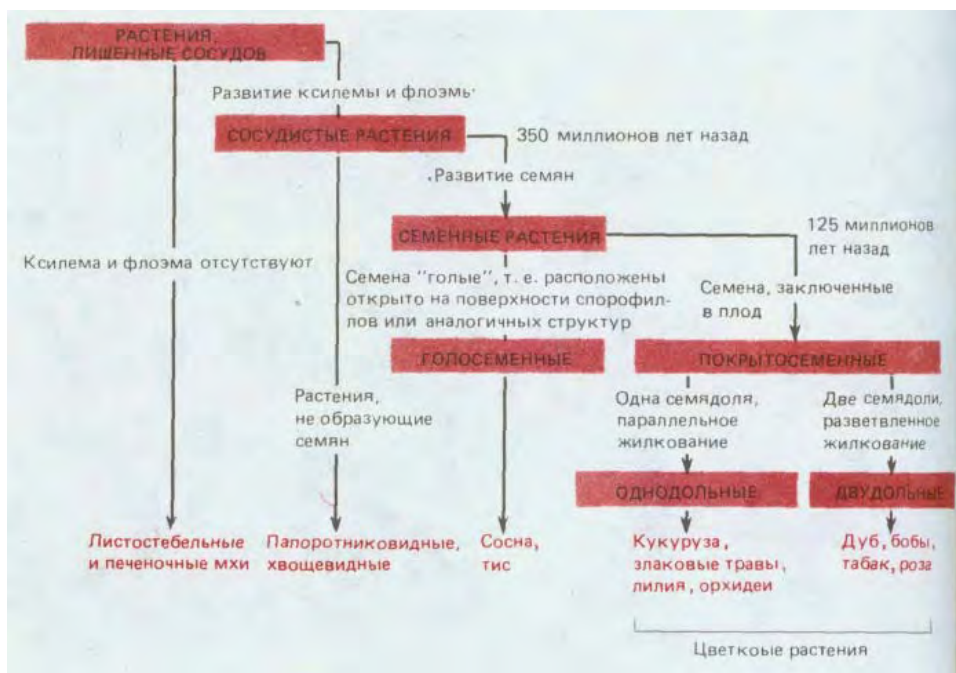 РАСТЕНИЯ,
ЛИШЕННЫЕ СОСУДОВ
Развитие ксилемы и флоэмь
СОСУДИСТЫЕ РАСТЕНИЯ
350 миллионов лет назад
Развитие семян
СЕМЕННЫЕ РАСТЕНИЯ
125 миллионов
лет назад
Ксилема и флоэма отсутствуют
Семена "голые", т. е. расположены
открыто на поверхности спорофил-
лов или аналогичных структур
Семена, заключенные
в плод
ГОЛОСЕМЕННЫЕ
ПОКРЫТОСЕМЕННЫЕ
Растения,
не образующие
семян
Одна семядоля,
параллельное
жилкование
Две семядоли,
разветвленное
жилкование
ОДНОДОЛЬНЫЕ
ДВУДОЛЬНЫЕ
Листостебельные
и печеночные мхи
Папоротниковидные,
хвощевидные
Сосна,
тис
Кукуруза,
злаковые травы,
лилия, орхидеи
Дуб, бобы,
табак, роза
Цветкоые растения